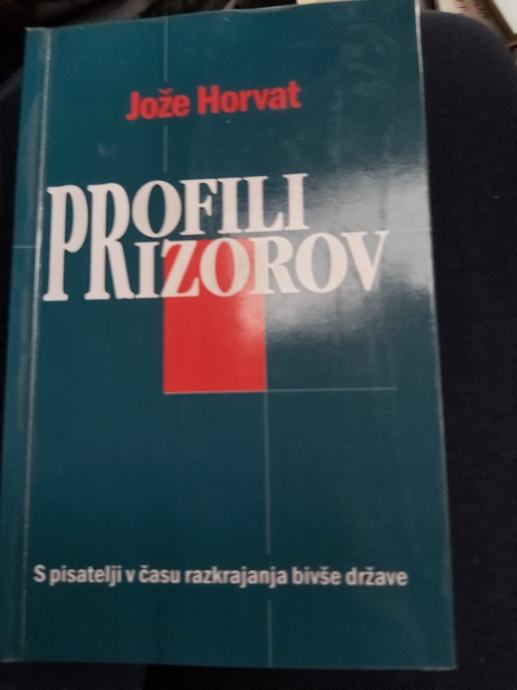 Jože Horvat
PROFILI
PRIZOROV
S pisatelji v času razkrajanja bivše države